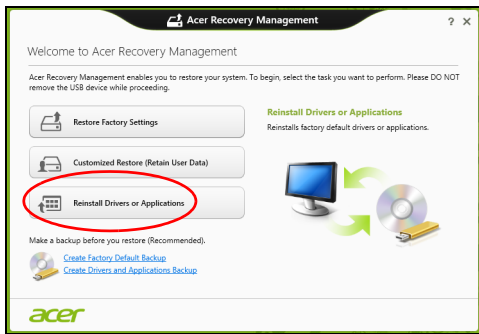 Acer Recovery Management
? X
Welcome to Acer Recovery Management
Acer Recovery Management enables you to restore your system. To begin, select the task you want to perform. Please DO NOT
remove the USB device while proceeding.
Restore Factory Settings
Customized Restore (Retain User Data)
Reinstall Drivers or Applications
Reinstall Drivers or Applications
Reinstalls factory default drivers or applications.
Make a backup before you restore (Recommended).
Create Factory Default Backup
Create Drivers and Applications Backup
acer